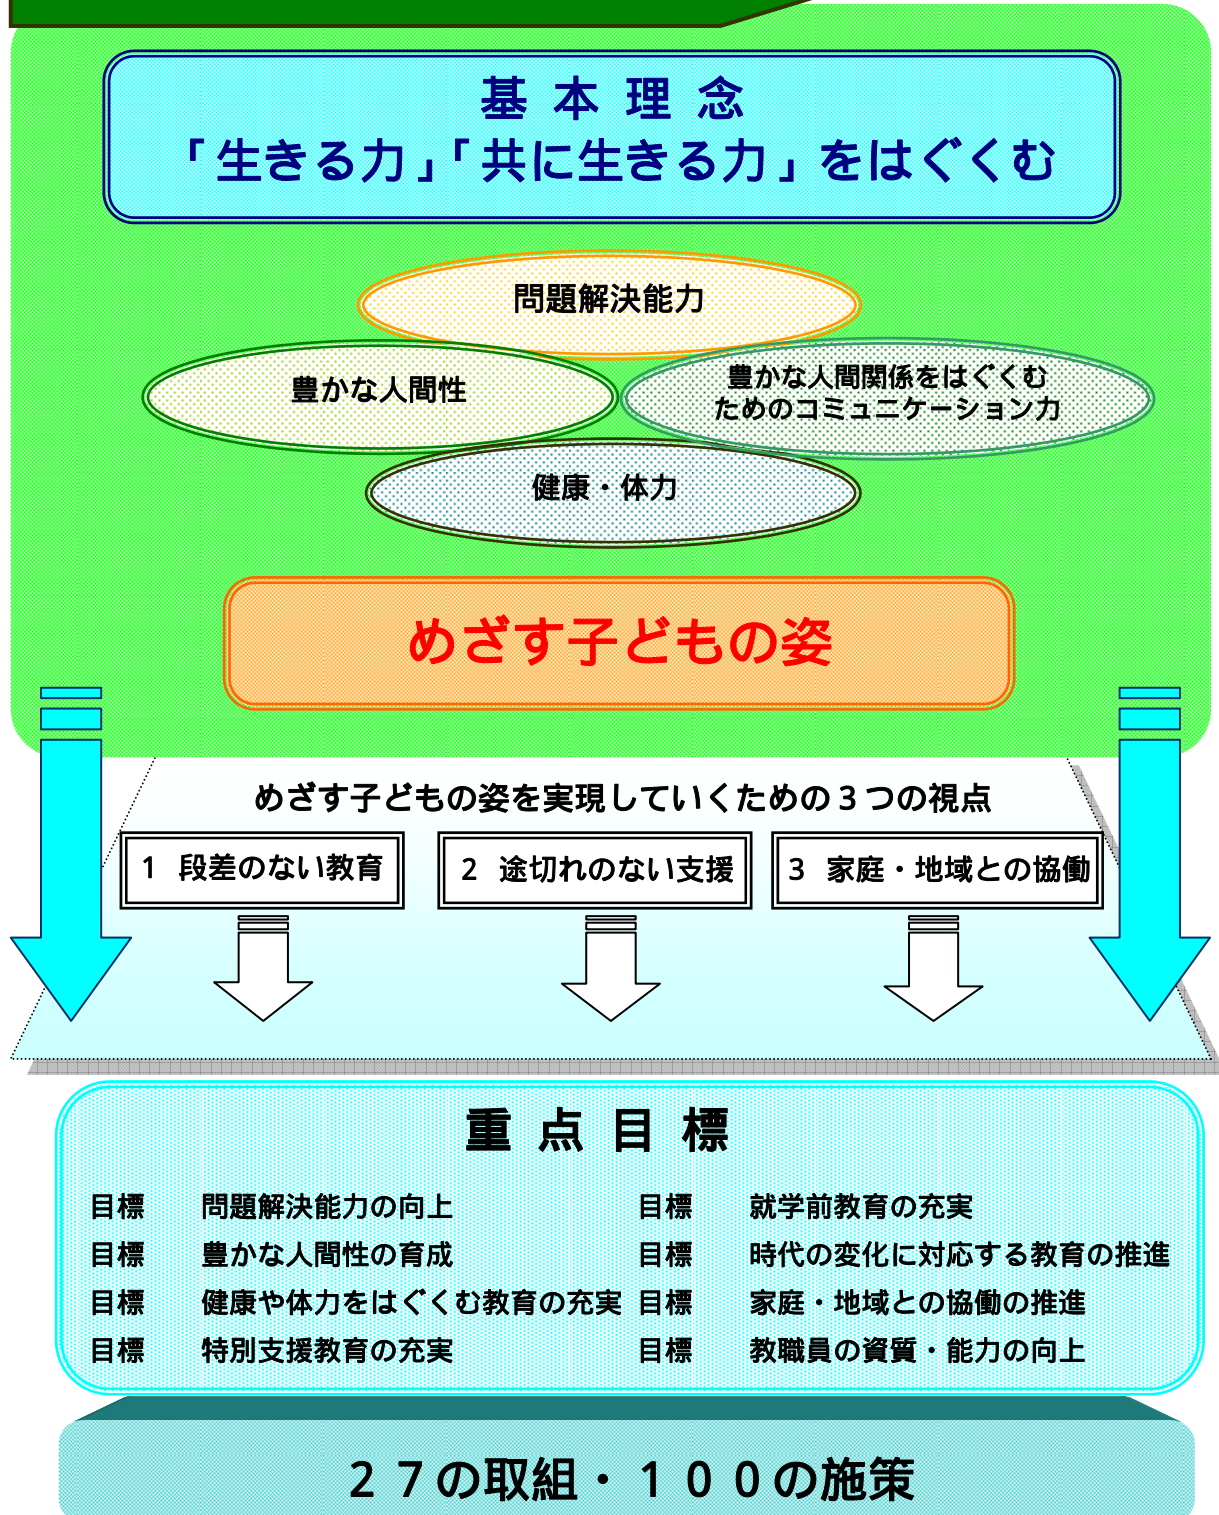 基本理念
「生きる力」「共に生きる力」をはぐくむ
問題解決能力
豊かな人間性
豊かな人間関係をはぐくむ
ためのコミュニケーション力
健康・体力
めざす子どもの姿
めざす子どもの姿を実現していくための３つの視点
1 段差のない教育
2 途切れのない支援
3 家庭・地域との協働
重点目標
目標 問題解決能力の向上
目標 豊かな人間性の育成
目標 健康や体力をはぐくむ教育の充実
目標 特別支援教育の充実
目標 就学前教育の充実
目標 時代の変化に対応する教育の推進
目標 家庭・地域との協働の推進
目標 教職員の資質・能力の向上
２７の取組・１００の施策